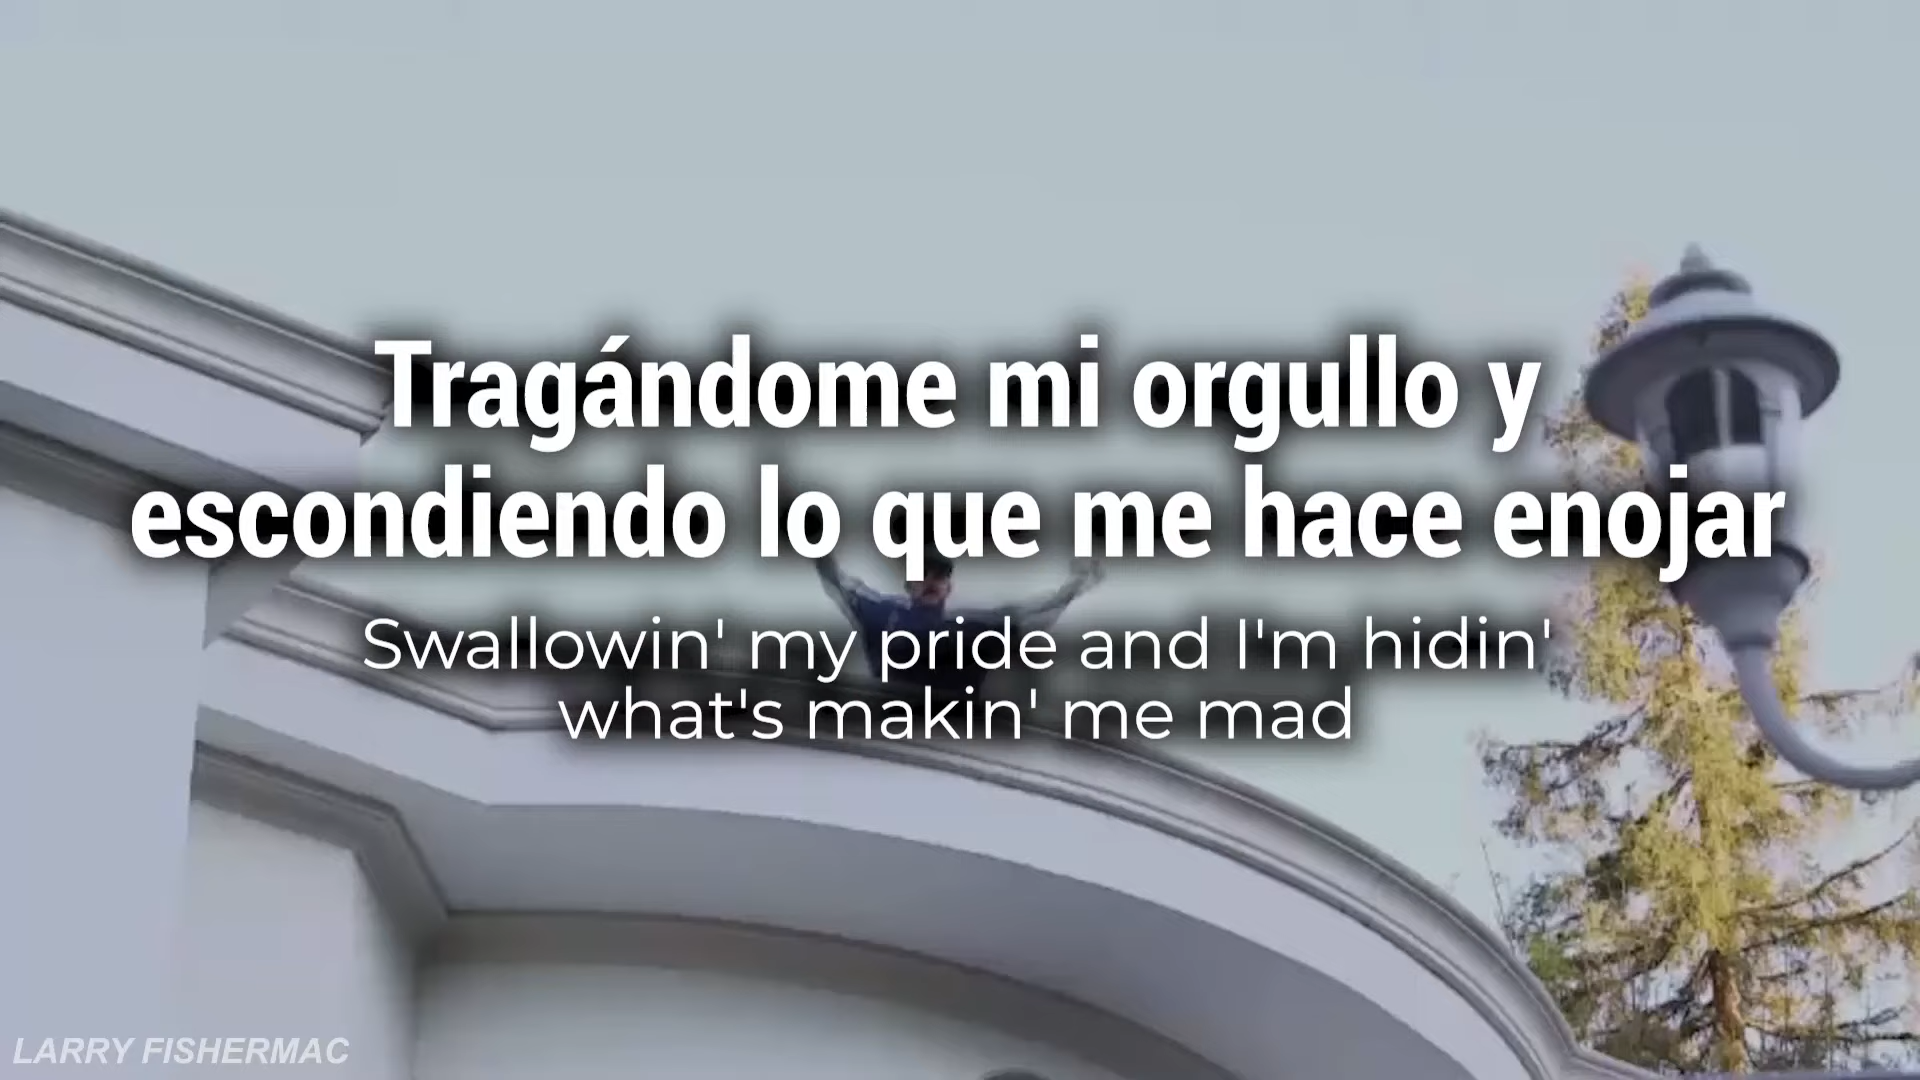 Tragándome mi orgullo y
escondiendo lo que me hace enojar
Swallowin' my pride and I'm hidin'
what's makin' me mad
LARRY FISHERMAC